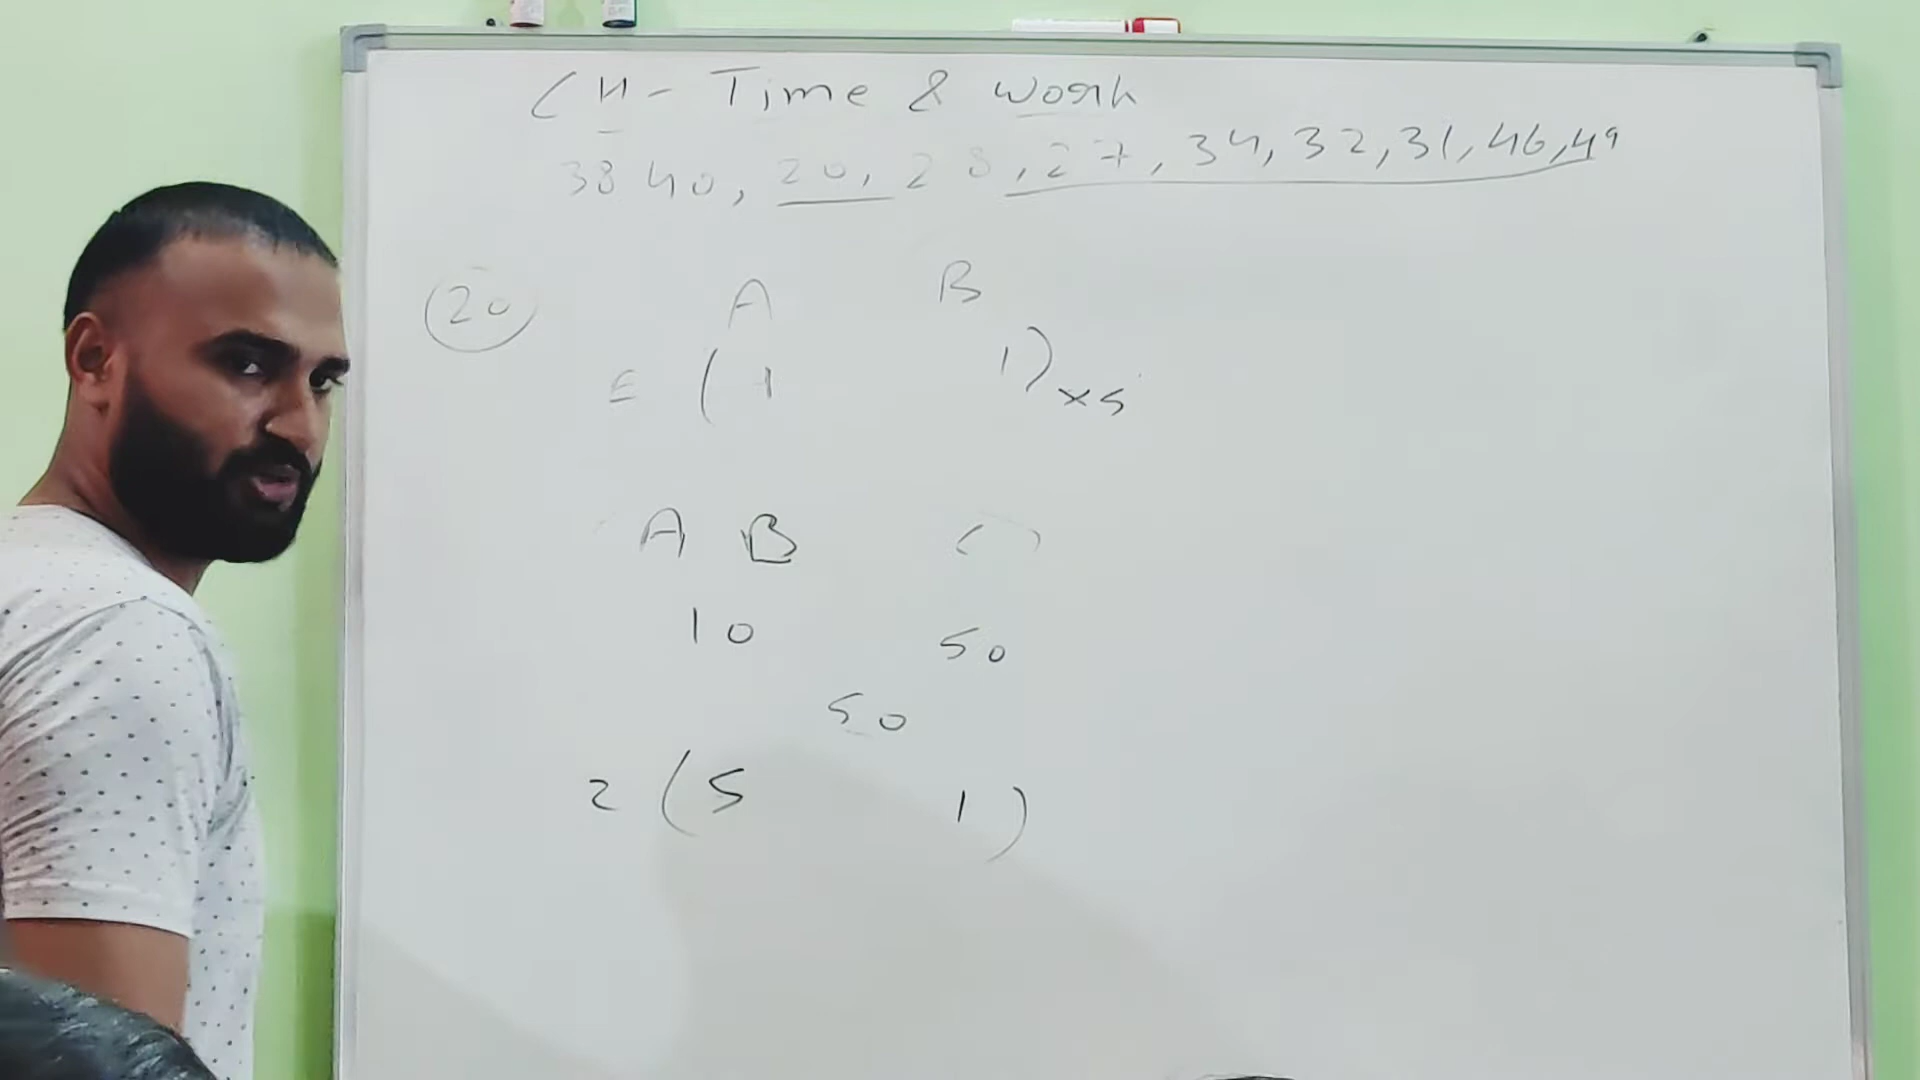 CH - Time & work
38 40, 20, 28, 27, 34, 32, 31, 46, 49
20 A B
E ( 1 1) x 5
A B C
10 50
50
2 ( 5 1 )